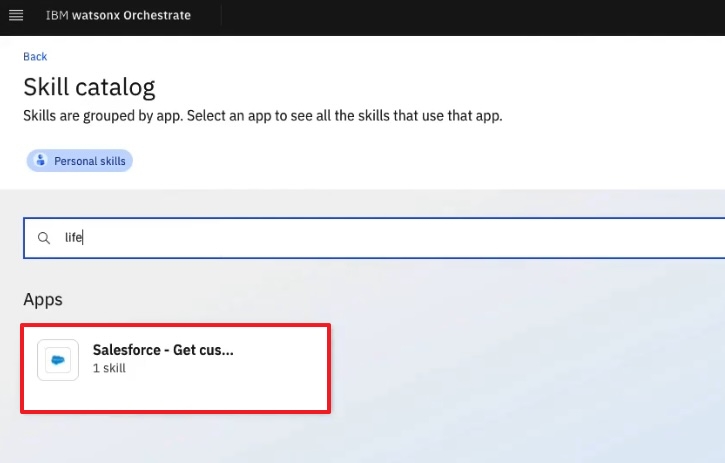 IBM watsonx Orchestrate
Back
Skill catalog
Skills are grouped by app. Select an app to see all the skills that use that app.
Personal skills
life
Apps
Salesforce - Get cus...
1 skill